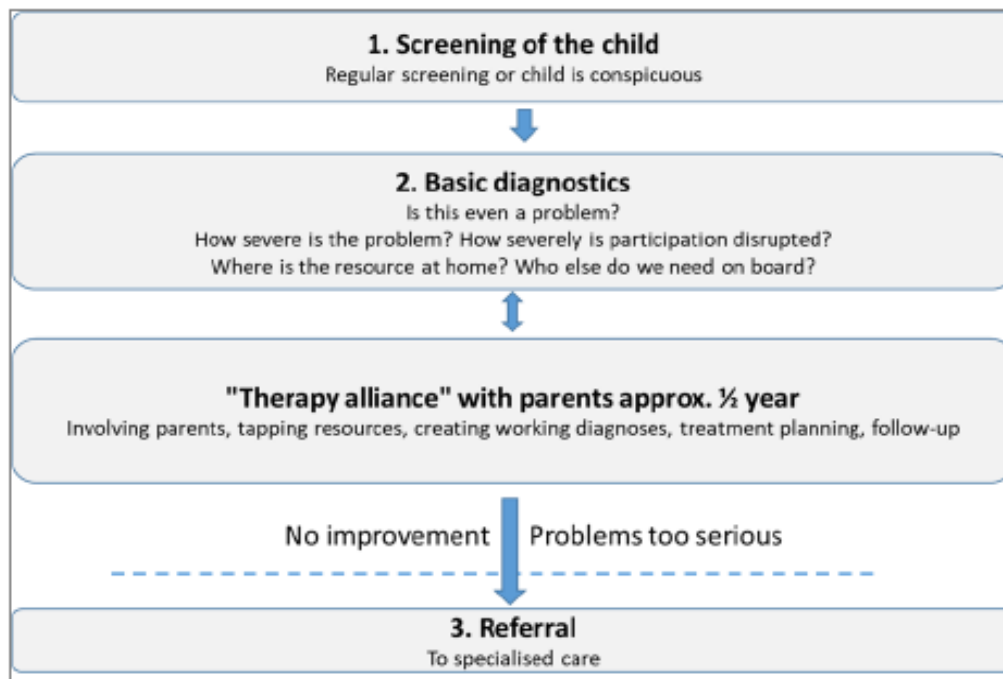 1. Screening of the child
Regular screening or child is conspicuous
2. Basic diagnostics
Is this even a problem?
How severe is the problem? How severely is participation disrupted?
Where is the resource at home? Who else do we need on board?
"Therapy alliance" with parents approx. ½ year
Involving parents, tapping resources, creating working diagnoses, treatment planning, follow-up
No improvement Problems too serious
3. Referral
To specialised care